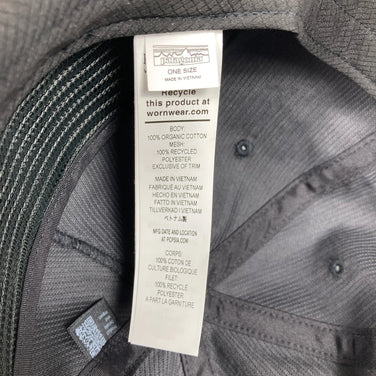 patagonia
ONE SIZE
MADE IN VIETNAM
Recycle
this product at
wornwear.com
BODY:
100% ORGANIC COTTON
MESH:
100% RECYCLED
POLYESTER
EXCLUSIVE OF TRIM
MADE IN VIETNAM
FABRIQUÉ AU VIETNAM
HECHO EN VIETNAM
FATTO IN VIETNAM
TILLVERKAD I VIETNAM
ベトナム製
MFG DATE AND LOCATION
AT PCPSIA.COM
CORPS:
100% COTON DE
CULTURE BIOLOGIQUE
FILET:
100% RECYCLÉ
POLYESTER
A PART LA GARNITURE